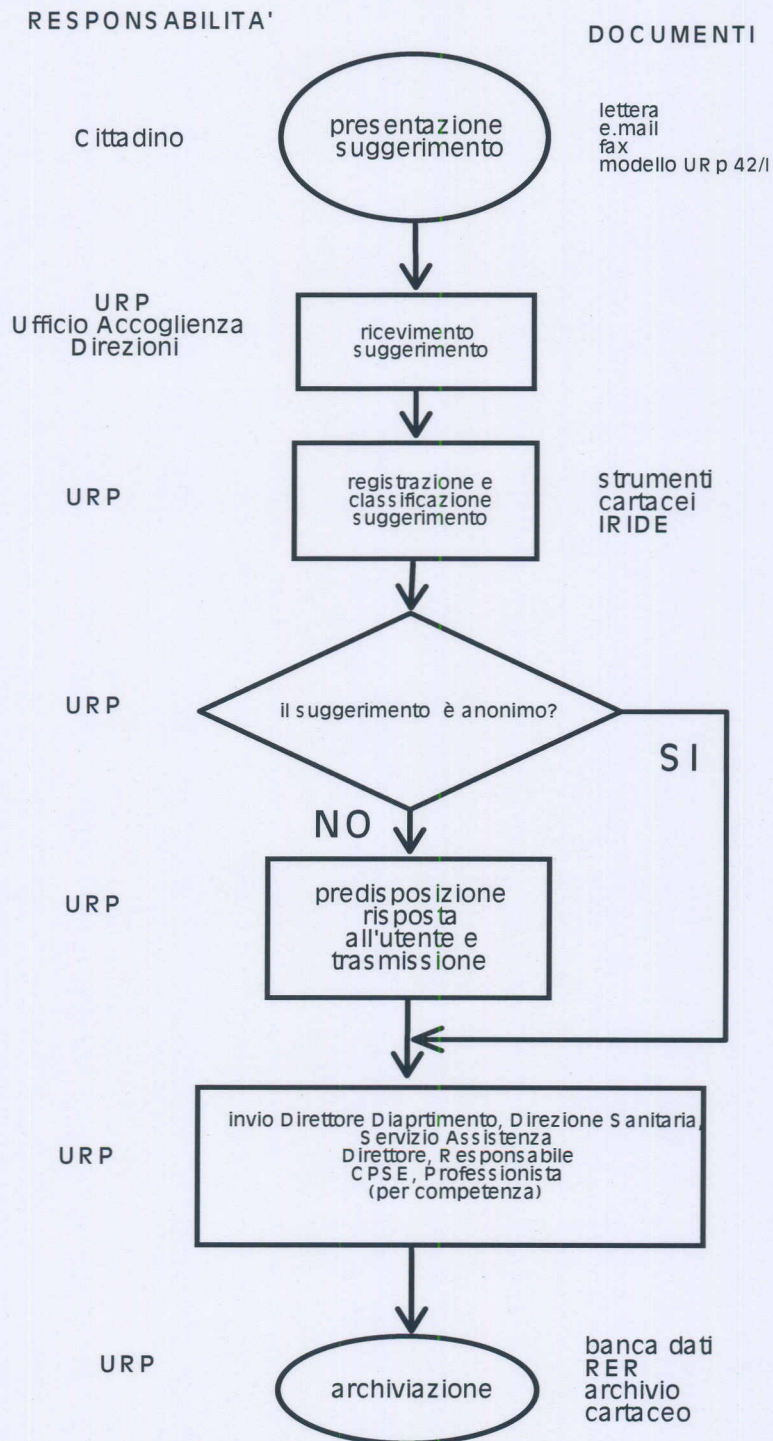 RESPONSABILITA'
DOCUMENTI
Cittadino
presentazione
suggerimento
lettera
e.mail
fax
modello URp 42/I
URP
Ufficio Accoglienza
Direzioni
ricevimento
suggerimento
URP
registrazione e
classificazione
suggerimento
strumenti
cartacei
IRIDE
URP
il suggerimento è anonimo?
SI
NO
URP
predisposizione
risposta
all'utente e
trasmissione
URP
invio Direttore Diaprtimento, Direzione Sanitaria,
Servizio Assistenza
Direttore, Responsabile
CPSE, Professionista
(per competenza)
URP
archiviazione
banca dati
RER
archivio
cartaceo